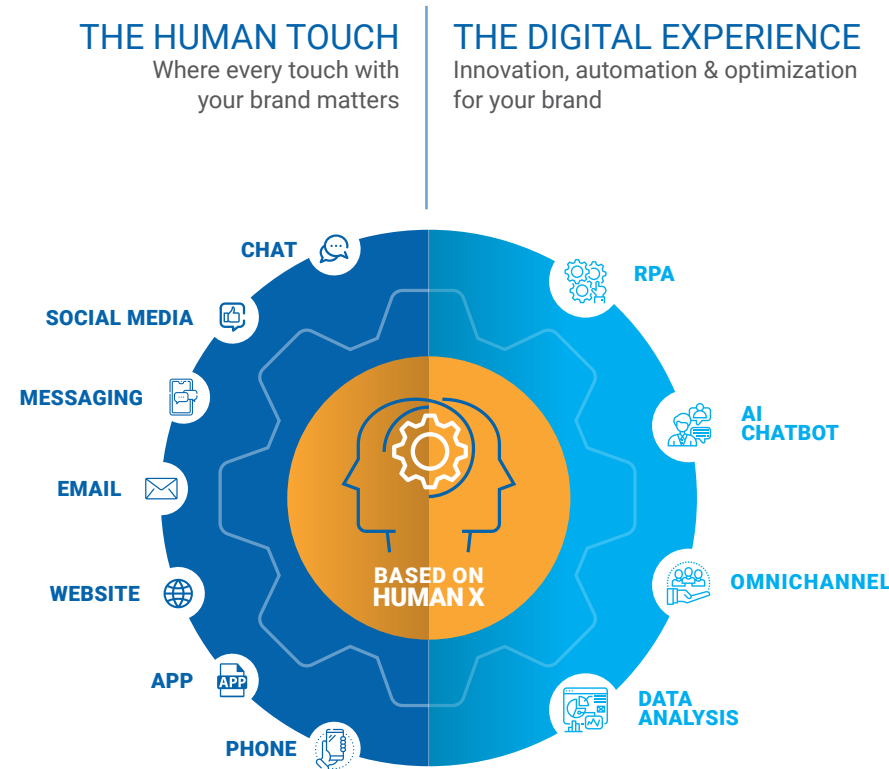 THE HUMAN TOUCH
Where every touch with
your brand matters
THE DIGITAL EXPERIENCE
Innovation, automation & optimization
for your brand
CHAT
SOCIAL MEDIA
MESSAGING
EMAIL
WEBSITE
APP
APP
PHONE
RPA
AI
CHATBOT
OMNICHANNEL
DATA
ANALYSIS
BASED ON
HUMAN X